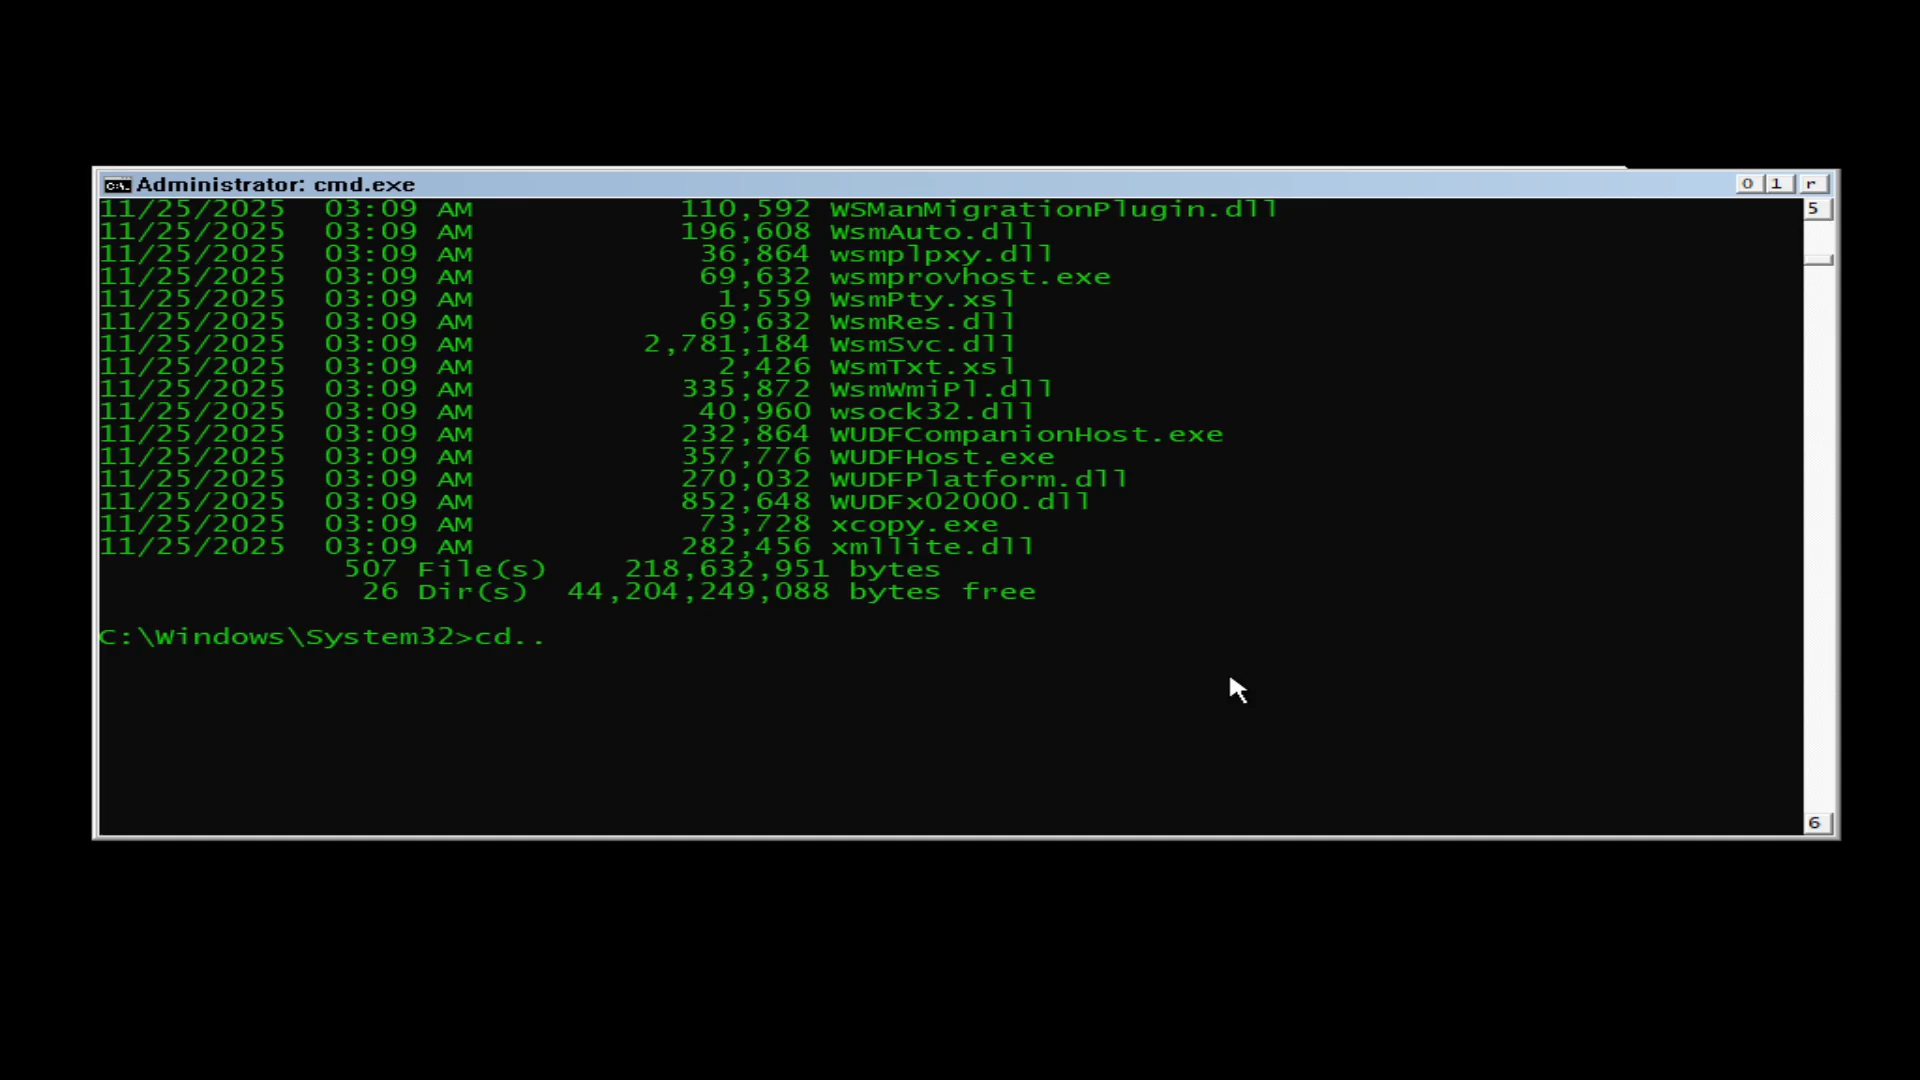 Administrator: cmd.exe
0 1 r
11/25/2025  03:09 AM           110,592 WSManMigrationPlugin.dll
5
11/25/2025  03:09 AM           196,608 WsmAuto.dll
11/25/2025  03:09 AM            36,864 wsmplpxy.dll
11/25/2025  03:09 AM            69,632 wsmprovhost.exe
11/25/2025  03:09 AM             1,559 WsmPty.xsl
11/25/2025  03:09 AM            69,632 WsmRes.dll
11/25/2025  03:09 AM         2,781,184 WsmSvc.dll
11/25/2025  03:09 AM             2,426 WsmTxt.xsl
11/25/2025  03:09 AM           335,872 WsmWmiPl.dll
11/25/2025  03:09 AM            40,960 wsock32.dll
11/25/2025  03:09 AM           232,864 WUDFCompanionHost.exe
11/25/2025  03:09 AM           357,776 WUDFHost.exe
11/25/2025  03:09 AM           270,032 WUDFPlatform.dll
11/25/2025  03:09 AM           852,648 WUDFx02000.dll
11/25/2025  03:09 AM            73,728 xcopy.exe
11/25/2025  03:09 AM           282,456 xmllite.dll
507 File(s)    218,632,951 bytes
26 Dir(s)  44,204,249,088 bytes free
C:\Windows\System32>cd..
6